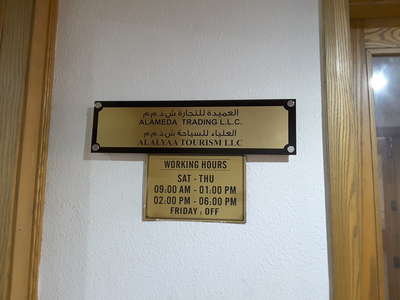 العميدة للتجارة ش.ذ.م.م
ALAMEDA TRADING L.L.C.
العلياء للسياحة ش.ذ.م.م
ALALYAA TOURISM LLC
WORKING HOURS
SAT - THU
09:00 AM - 01:00 PM
02:00 PM - 06:00 PM
FRIDAY : OFF